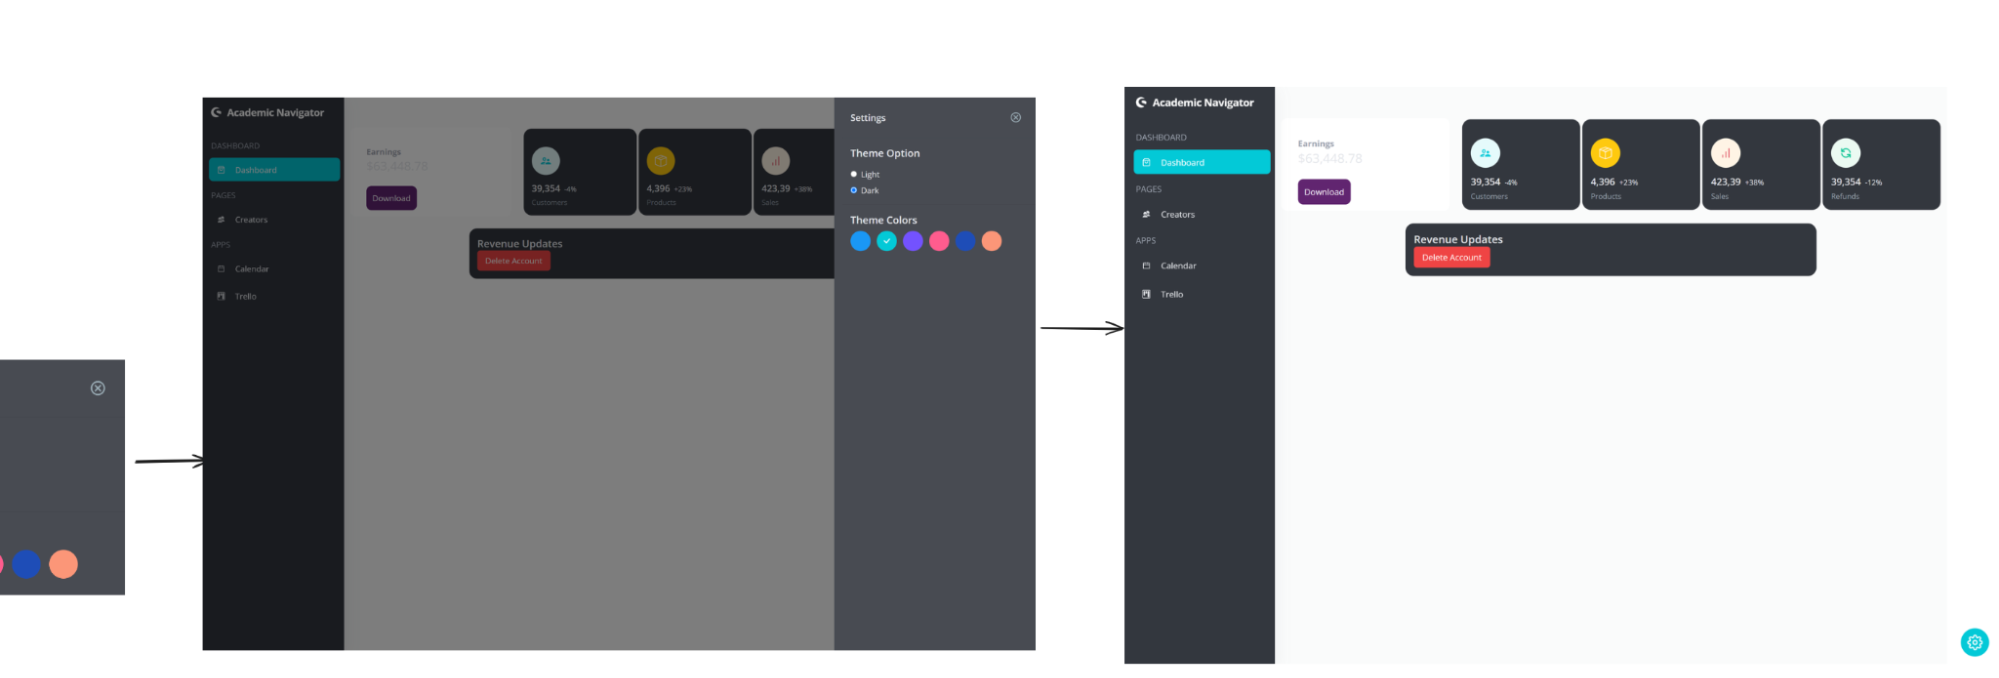 Academic Navigator
DASHBOARD
Dashboard
PAGES
Creators
APPS
Calendar
Trello
Earnings
$63,448.78
Download
39,354 -4%
Customers
4,396 +23%
Products
423,39 +38%
Sales
Revenue Updates
Delete Account
Settings
Theme Option
Light
Dark
Theme Colors
Academic Navigator
DASHBOARD
Dashboard
PAGES
Creators
APPS
Calendar
Trello
Earnings
$63,448.78
Download
39,354 -4%
Customers
4,396 +23%
Products
423,39 +38%
Sales
39,354 -12%
Refunds
Revenue Updates
Delete Account